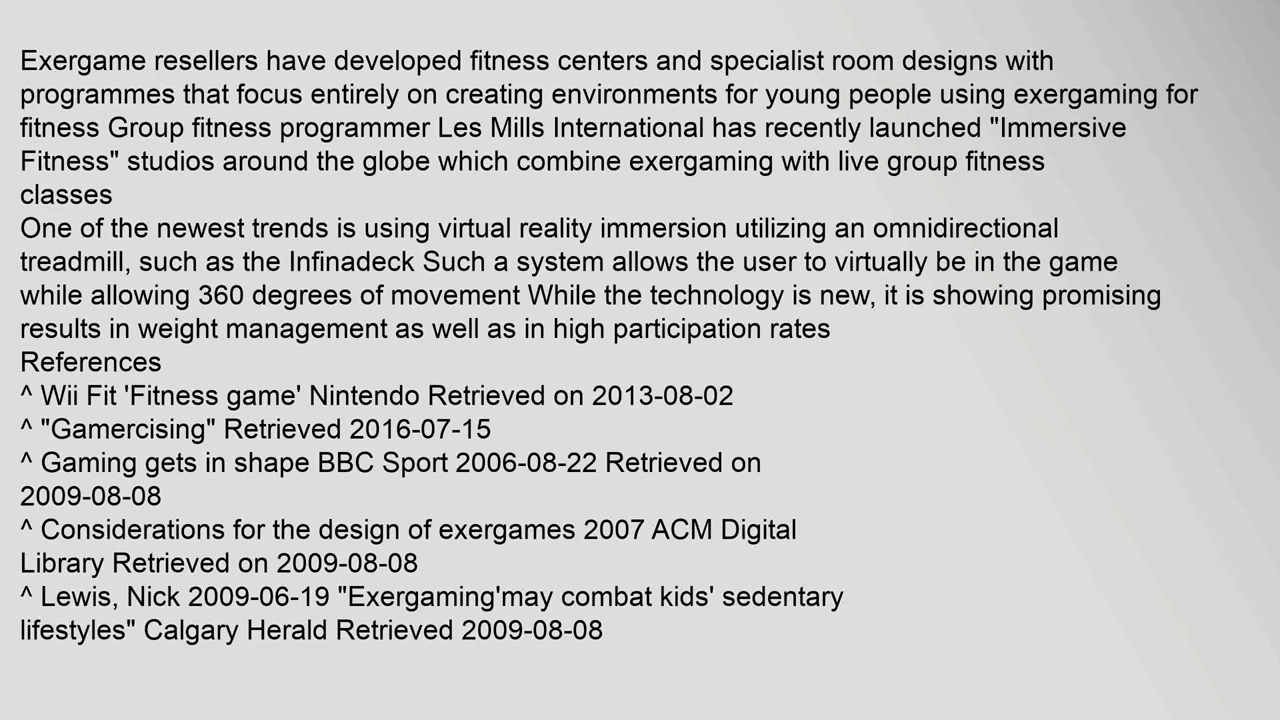 Exergame resellers have developed fitness centers and specialist room designs with
programmes that focus entirely on creating environments for young people using exergaming for
fitness Group fitness programmer Les Mills International has recently launched "Immersive
Fitness" studios around the globe which combine exergaming with live group fitness
classes
One of the newest trends is using virtual reality immersion utilizing an omnidirectional
treadmill, such as the Infinadeck Such a system allows the user to virtually be in the game
while allowing 360 degrees of movement While the technology is new, it is showing promising
results in weight management as well as in high participation rates
References
^ Wii Fit 'Fitness game' Nintendo Retrieved on 2013-08-02
^ "Gamercising" Retrieved 2016-07-15
^ Gaming gets in shape BBC Sport 2006-08-22 Retrieved on
2009-08-08
^ Considerations for the design of exergames 2007 ACM Digital
Library Retrieved on 2009-08-08
^ Lewis, Nick 2009-06-19 "Exergaming'may combat kids' sedentary
lifestyles" Calgary Herald Retrieved 2009-08-08